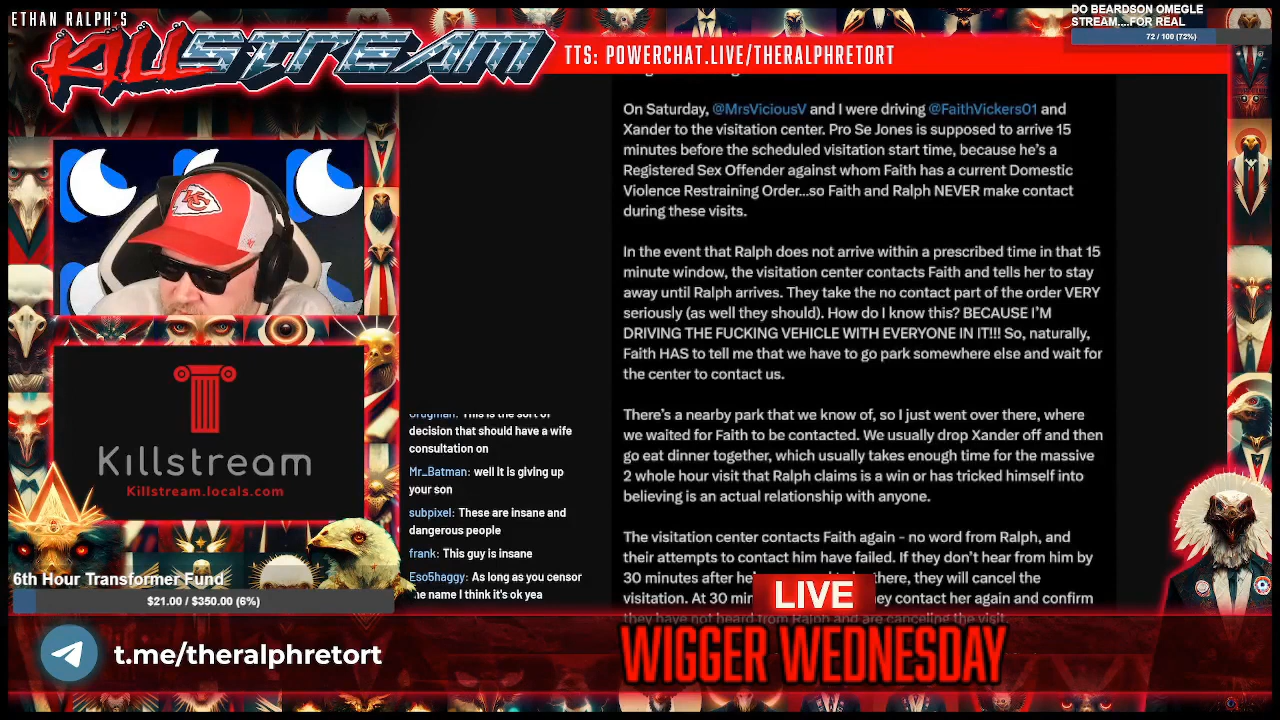 ETHAN RALPH'S
KILLSTREAM
TTS: POWERCHAT.LIVE/THERALPHRETORT
DO BEARDSON OMEGLE
STREAM....FOR REAL
72 / 100 (72%)
On Saturday, @MrsViciousV and I were driving @FaithVickers01 and
Xander to the visitation center. Pro Se Jones is supposed to arrive 15
minutes before the scheduled visitation start time, because he's a
Registered Sex Offender against whom Faith has a current Domestic
Violence Restraining Order...so Faith and Ralph NEVER make contact
during these visits.
In the event that Ralph does not arrive within a prescribed time in that 15
minute window, the visitation center contacts Faith and tells her to stay
away until Ralph arrives. They take the no contact part of the order VERY
seriously (as well they should). How do I know this? BECAUSE I'M
DRIVING THE FUCKING VEHICLE WITH EVERYONE IN IT!!! So, naturally,
Faith HAS to tell me that we have to go park somewhere else and wait for
the center to contact us.
There's a nearby park that we know of, so I just went over there, where
we waited for Faith to be contacted. We usually drop Xander off and then
go eat dinner together, which usually takes enough time for the massive
2 whole hour visit that Ralph claims is a win or has tricked himself into
believing is an actual relationship with anyone.
The visitation center contacts Faith again - no word from Ralph, and
their attempts to contact him have failed. If they don't hear from him by
30 minutes after there, they will cancel the
visitation. At 30 contact her again and confirm
they have not heard from Ralph and are canceling the visit.
This is the sort of
decision that should have a wife
consultation on
Mr_Batman: well it is giving up
your son
subpixel: These are insane and
dangerous people
frank: This guy is insane
Eso5haggy: As long as you censor
name I think it's ok yea
KC
Killstream
Killstream.locals.com
6th Hour Transformer Fund
$21.00 / $350.00 (6%)
t.me/theralphretort
LIVE
WIGGER WEDNESDAY